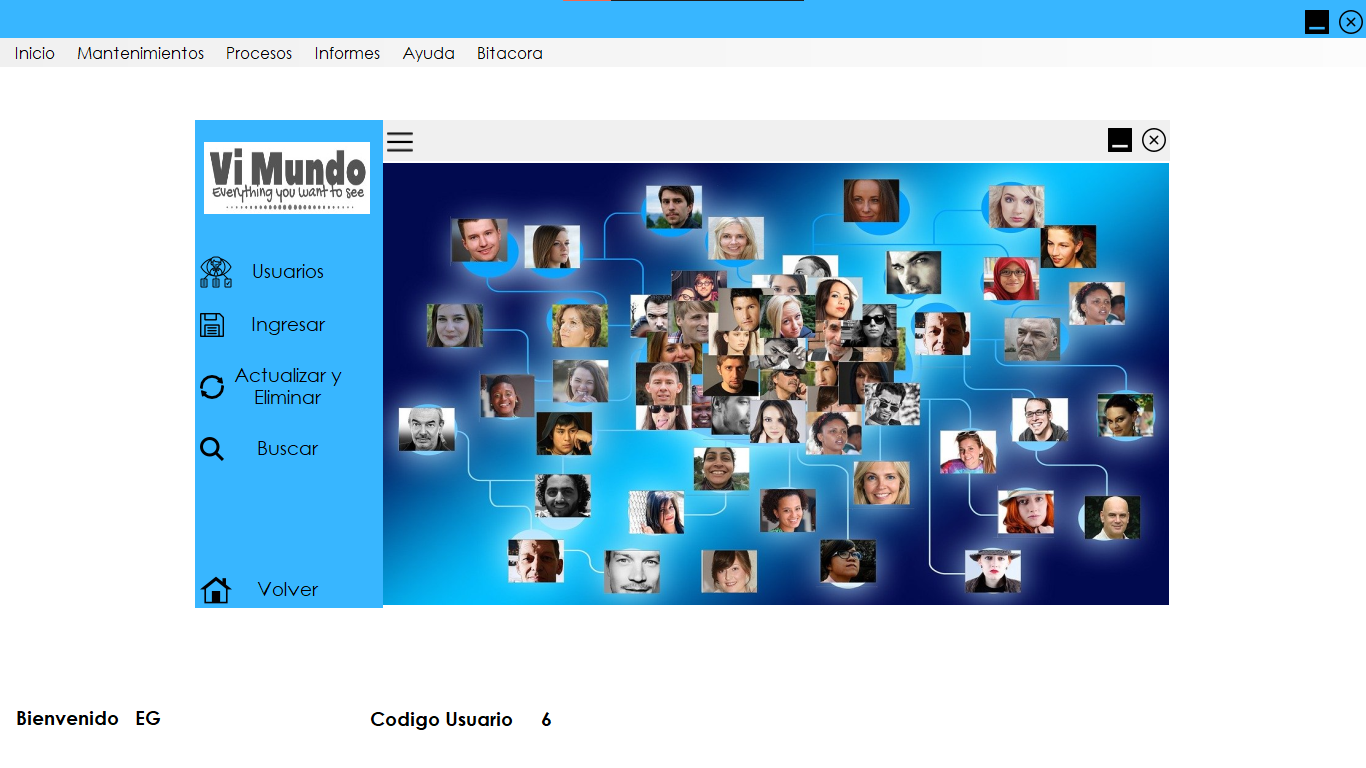 Inicio Mantenimientos Procesos Informes Ayuda Bitacora
Vi Mundo
Everything you want to see
Usuarios
Ingresar
Actualizar y
Eliminar
Buscar
Volver
Bienvenido EG Codigo Usuario 6